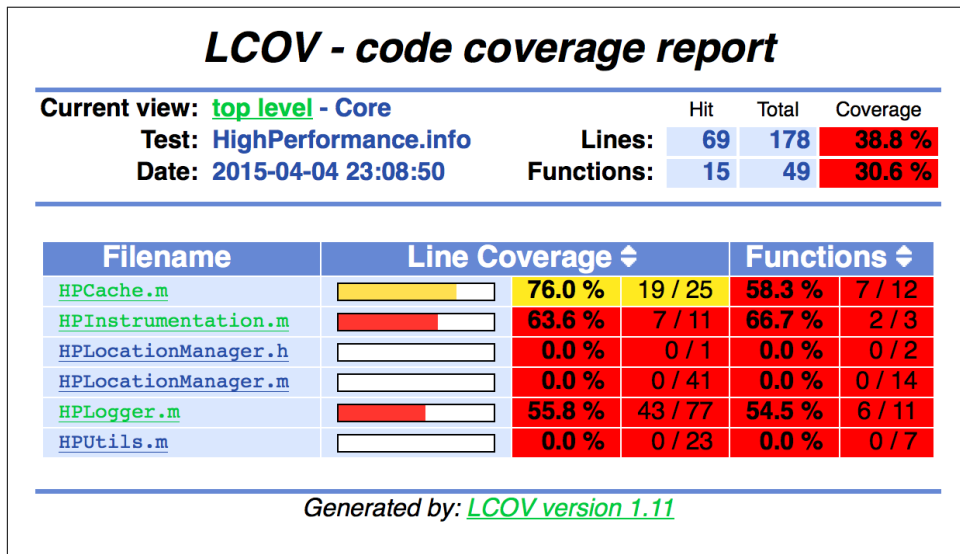 LCOV - code coverage report
Current view: top level - Core Hit Total Coverage
Test: HighPerformance.info Lines: 69 178 38.8 %
Date: 2015-04-04 23:08:50 Functions: 15 49 30.6 %
Filename Line Coverage Functions
HPCache.m 76.0 % 19 / 25 58.3 % 7 / 12
HPInstrumentation.m 63.6 % 7 / 11 66.7 % 2 / 3
HPLocationManager.h 0.0 % 0 / 1 0.0 % 0 / 2
HPLocationManager.m 0.0 % 0 / 41 0.0 % 0 / 14
HPLogger.m 55.8 % 43 / 77 54.5 % 6 / 11
HPUtils.m 0.0 % 0 / 23 0.0 % 0 / 7
Generated by: LCOV version 1.11